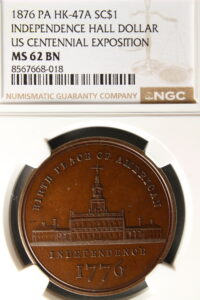 1876 PA HK-47A SC$1
INDEPENDENCE HALL DOLLAR
US CENTENNIAL EXPOSITION
MS 62 BN
8567668-018
NUMISMATIC GUARANTY COMPANY
NGC
BIRTH PLACE OF AMERICAN
INDEPENDENCE
1776